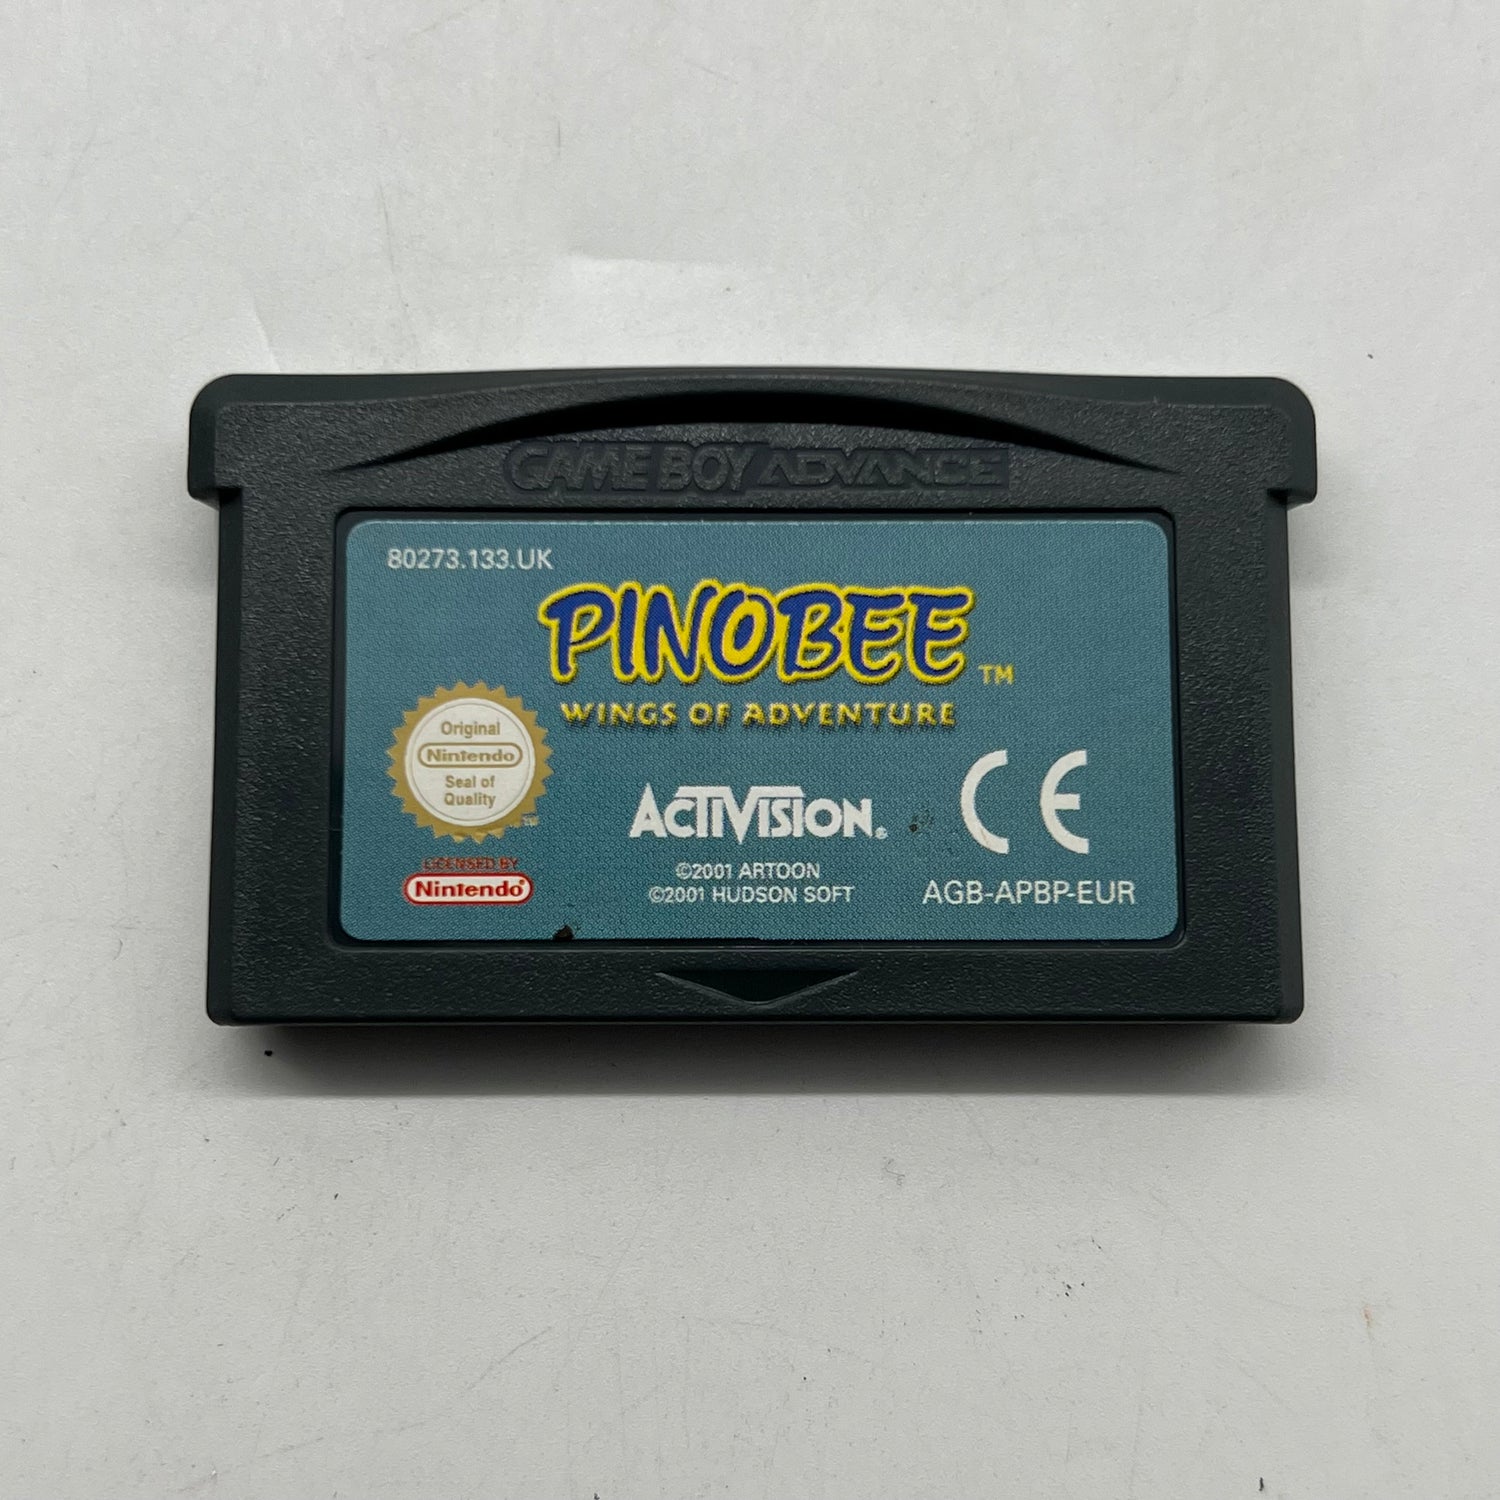 GAME BOY ADVANCE
80273.133.UK
PINOBEE ™
WINGS OF ADVENTURE
Original
Nintendo
Seal of
Quality
™
LICENSED BY
Nintendo®
ACTIVISION®
©2001 ARTOON
©2001 HUDSON SOFT
CE
AGB-APBP-EUR